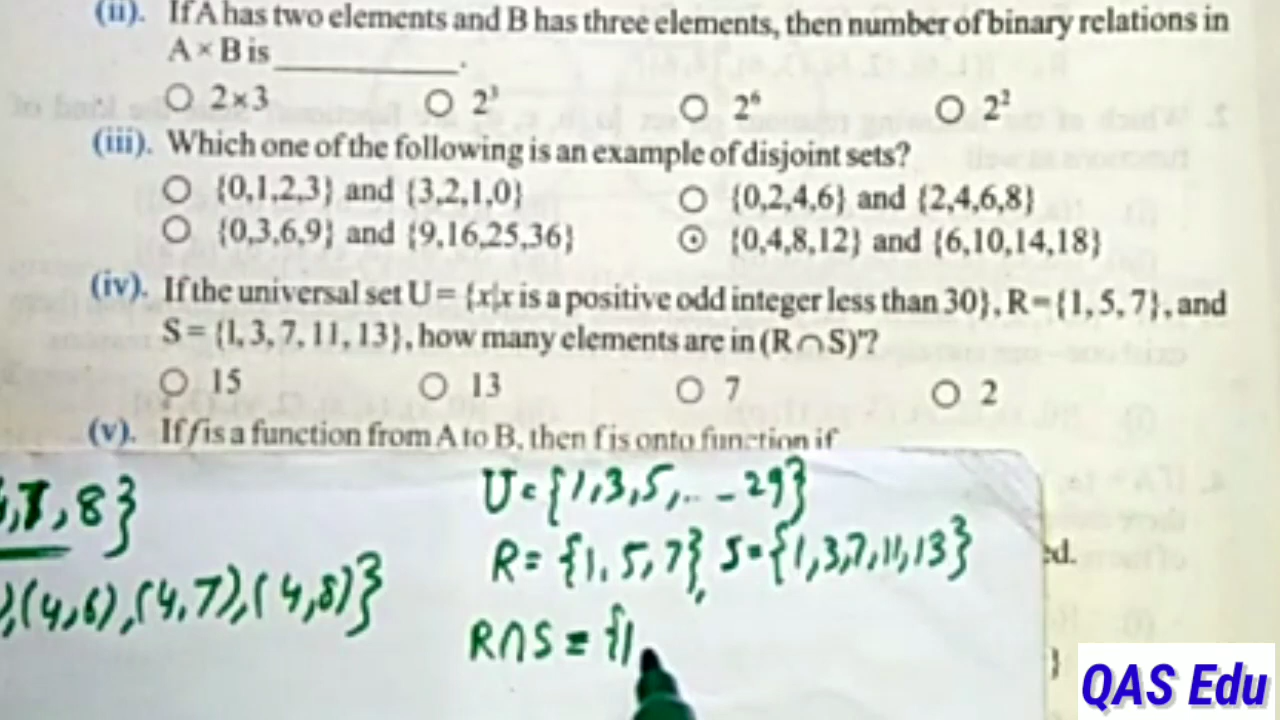 (ii). If A has two elements and B has three elements, then number of binary relations in
A × B is ________.
2×3 2³ 2⁶ 2²
(iii). Which one of the following is an example of disjoint sets?
{0,1,2,3} and {3,2,1,0} {0,2,4,6} and {2,4,6,8}
{0,3,6,9} and {9,16,25,36} {0,4,8,12} and {6,10,14,18}
(iv). If the universal set U = {x|x is a positive odd integer less than 30}, R = {1, 5, 7}, and
S = {1, 3, 7, 11, 13}, how many elements are in (R ∩ S)'?
15 13 7 2
(v). If f is a function from A to B, then f is onto function if
,8}
U = {1,3,5,... - 29}
R = {1,5,7}, S = {1,3,7,11,13}
ed.
),(4,6),(4,7),(4,8)}
R∩S = {1
}
QAS Edu